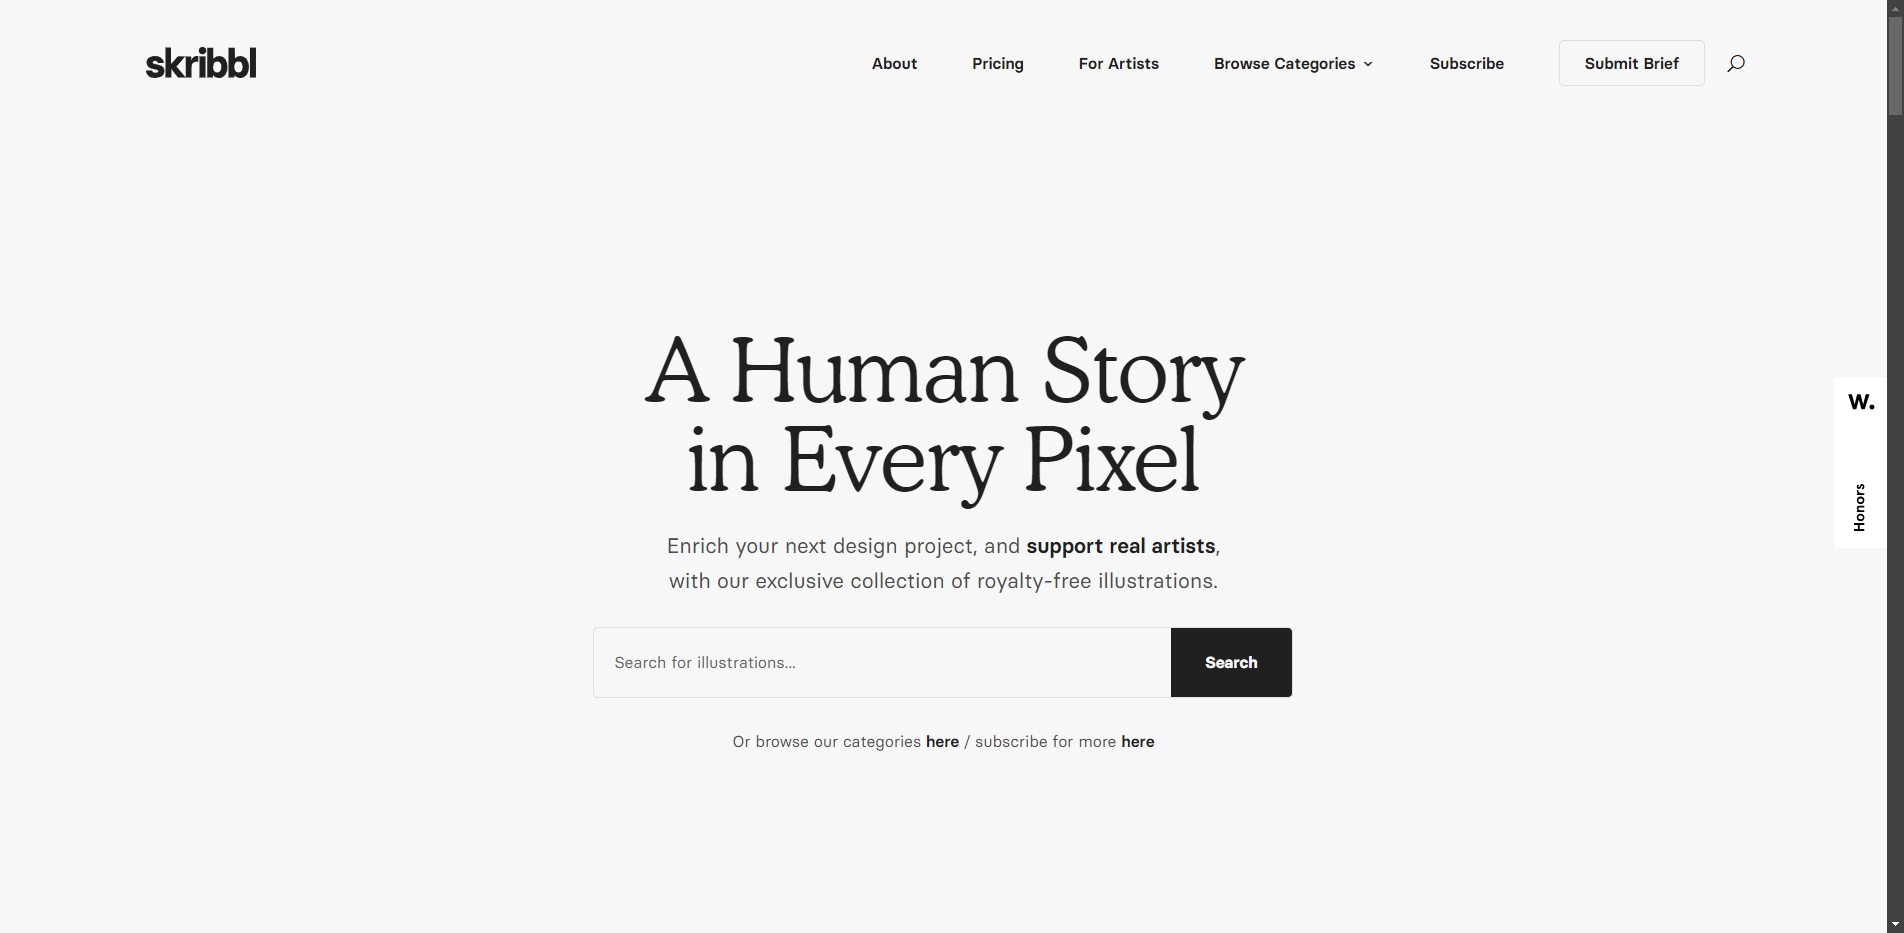 skribbl
About Pricing For Artists Browse Categories Subscribe Submit Brief
A Human Story
in Every Pixel
Enrich your next design project, and support real artists,
with our exclusive collection of royalty-free illustrations.
Search for illustrations... Search
Or browse our categories here / subscribe for more here
W.
Honors